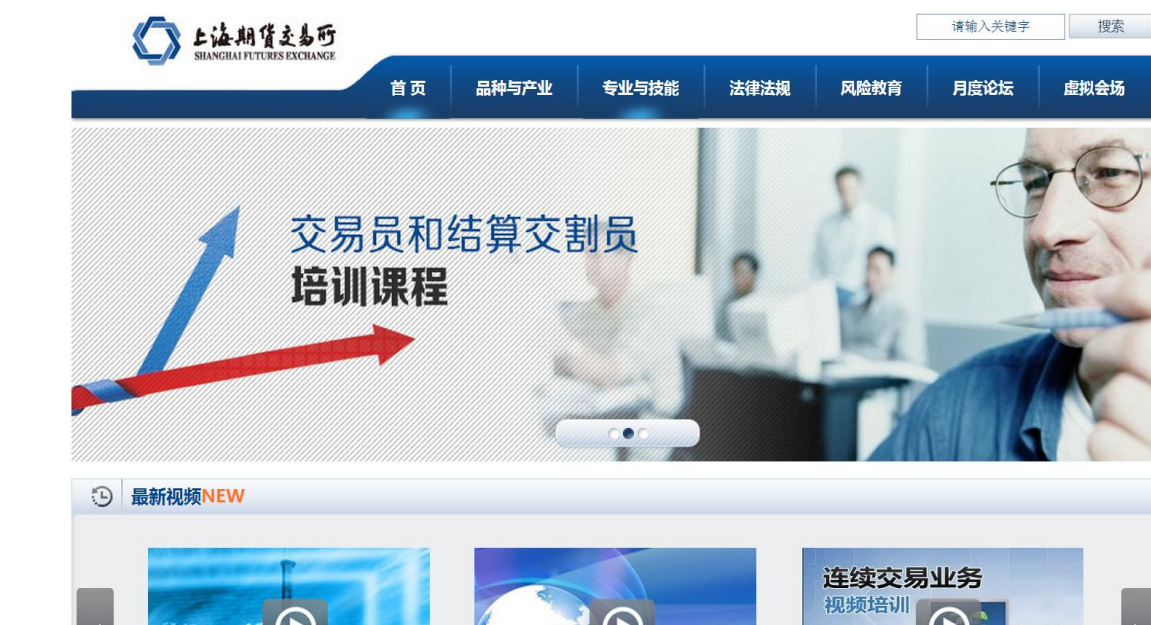 上海期货交易所
SHANGHAI FUTURES EXCHANGE
请输入关键字
搜索
首 页
品种与产业
专业与技能
法律法规
风险教育
月度论坛
虚拟会场
交易员和结算交割员
培训课程
最新视频NEW
连续交易业务
视频培训